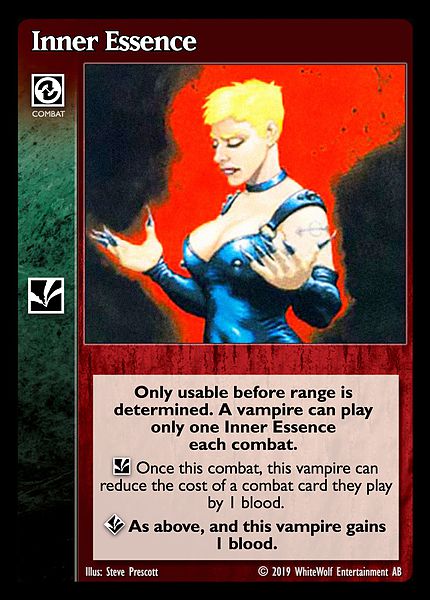 Inner Essence
COMBAT
Only usable before range is
determined. A vampire can play
only one Inner Essence
each combat.
Once this combat, this vampire can
reduce the cost of a combat card they play
by 1 blood.
As above, and this vampire gains
1 blood.
Illus: Steve Prescott
© 2019 WhiteWolf Entertainment AB